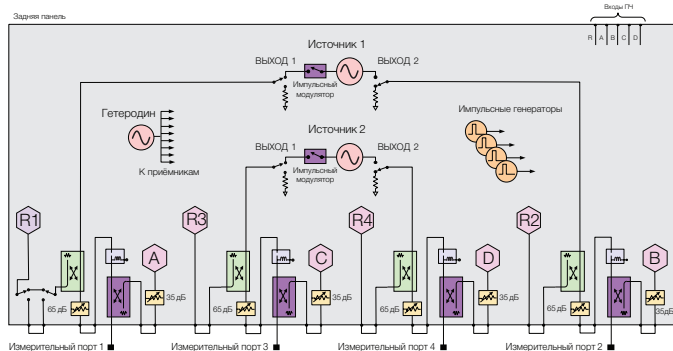 Задняя панель
Входы ПЧ
R A B C D
Источник 1
ВЫХОД 1
ВЫХОД 2
Импульсный
модулятор
Гетеродин
К приёмникам
Импульсные генераторы
Источник 2
ВЫХОД 1
ВЫХОД 2
Импульсный
модулятор
R1
A
R3
C
R4
D
R2
B
65 дБ
35 дБ
65 дБ
35 дБ
65 дБ
35 дБ
65 дБ
35дБ
Измерительный порт 1
Измерительный порт 3
Измерительный порт 4
Измерительный порт 2